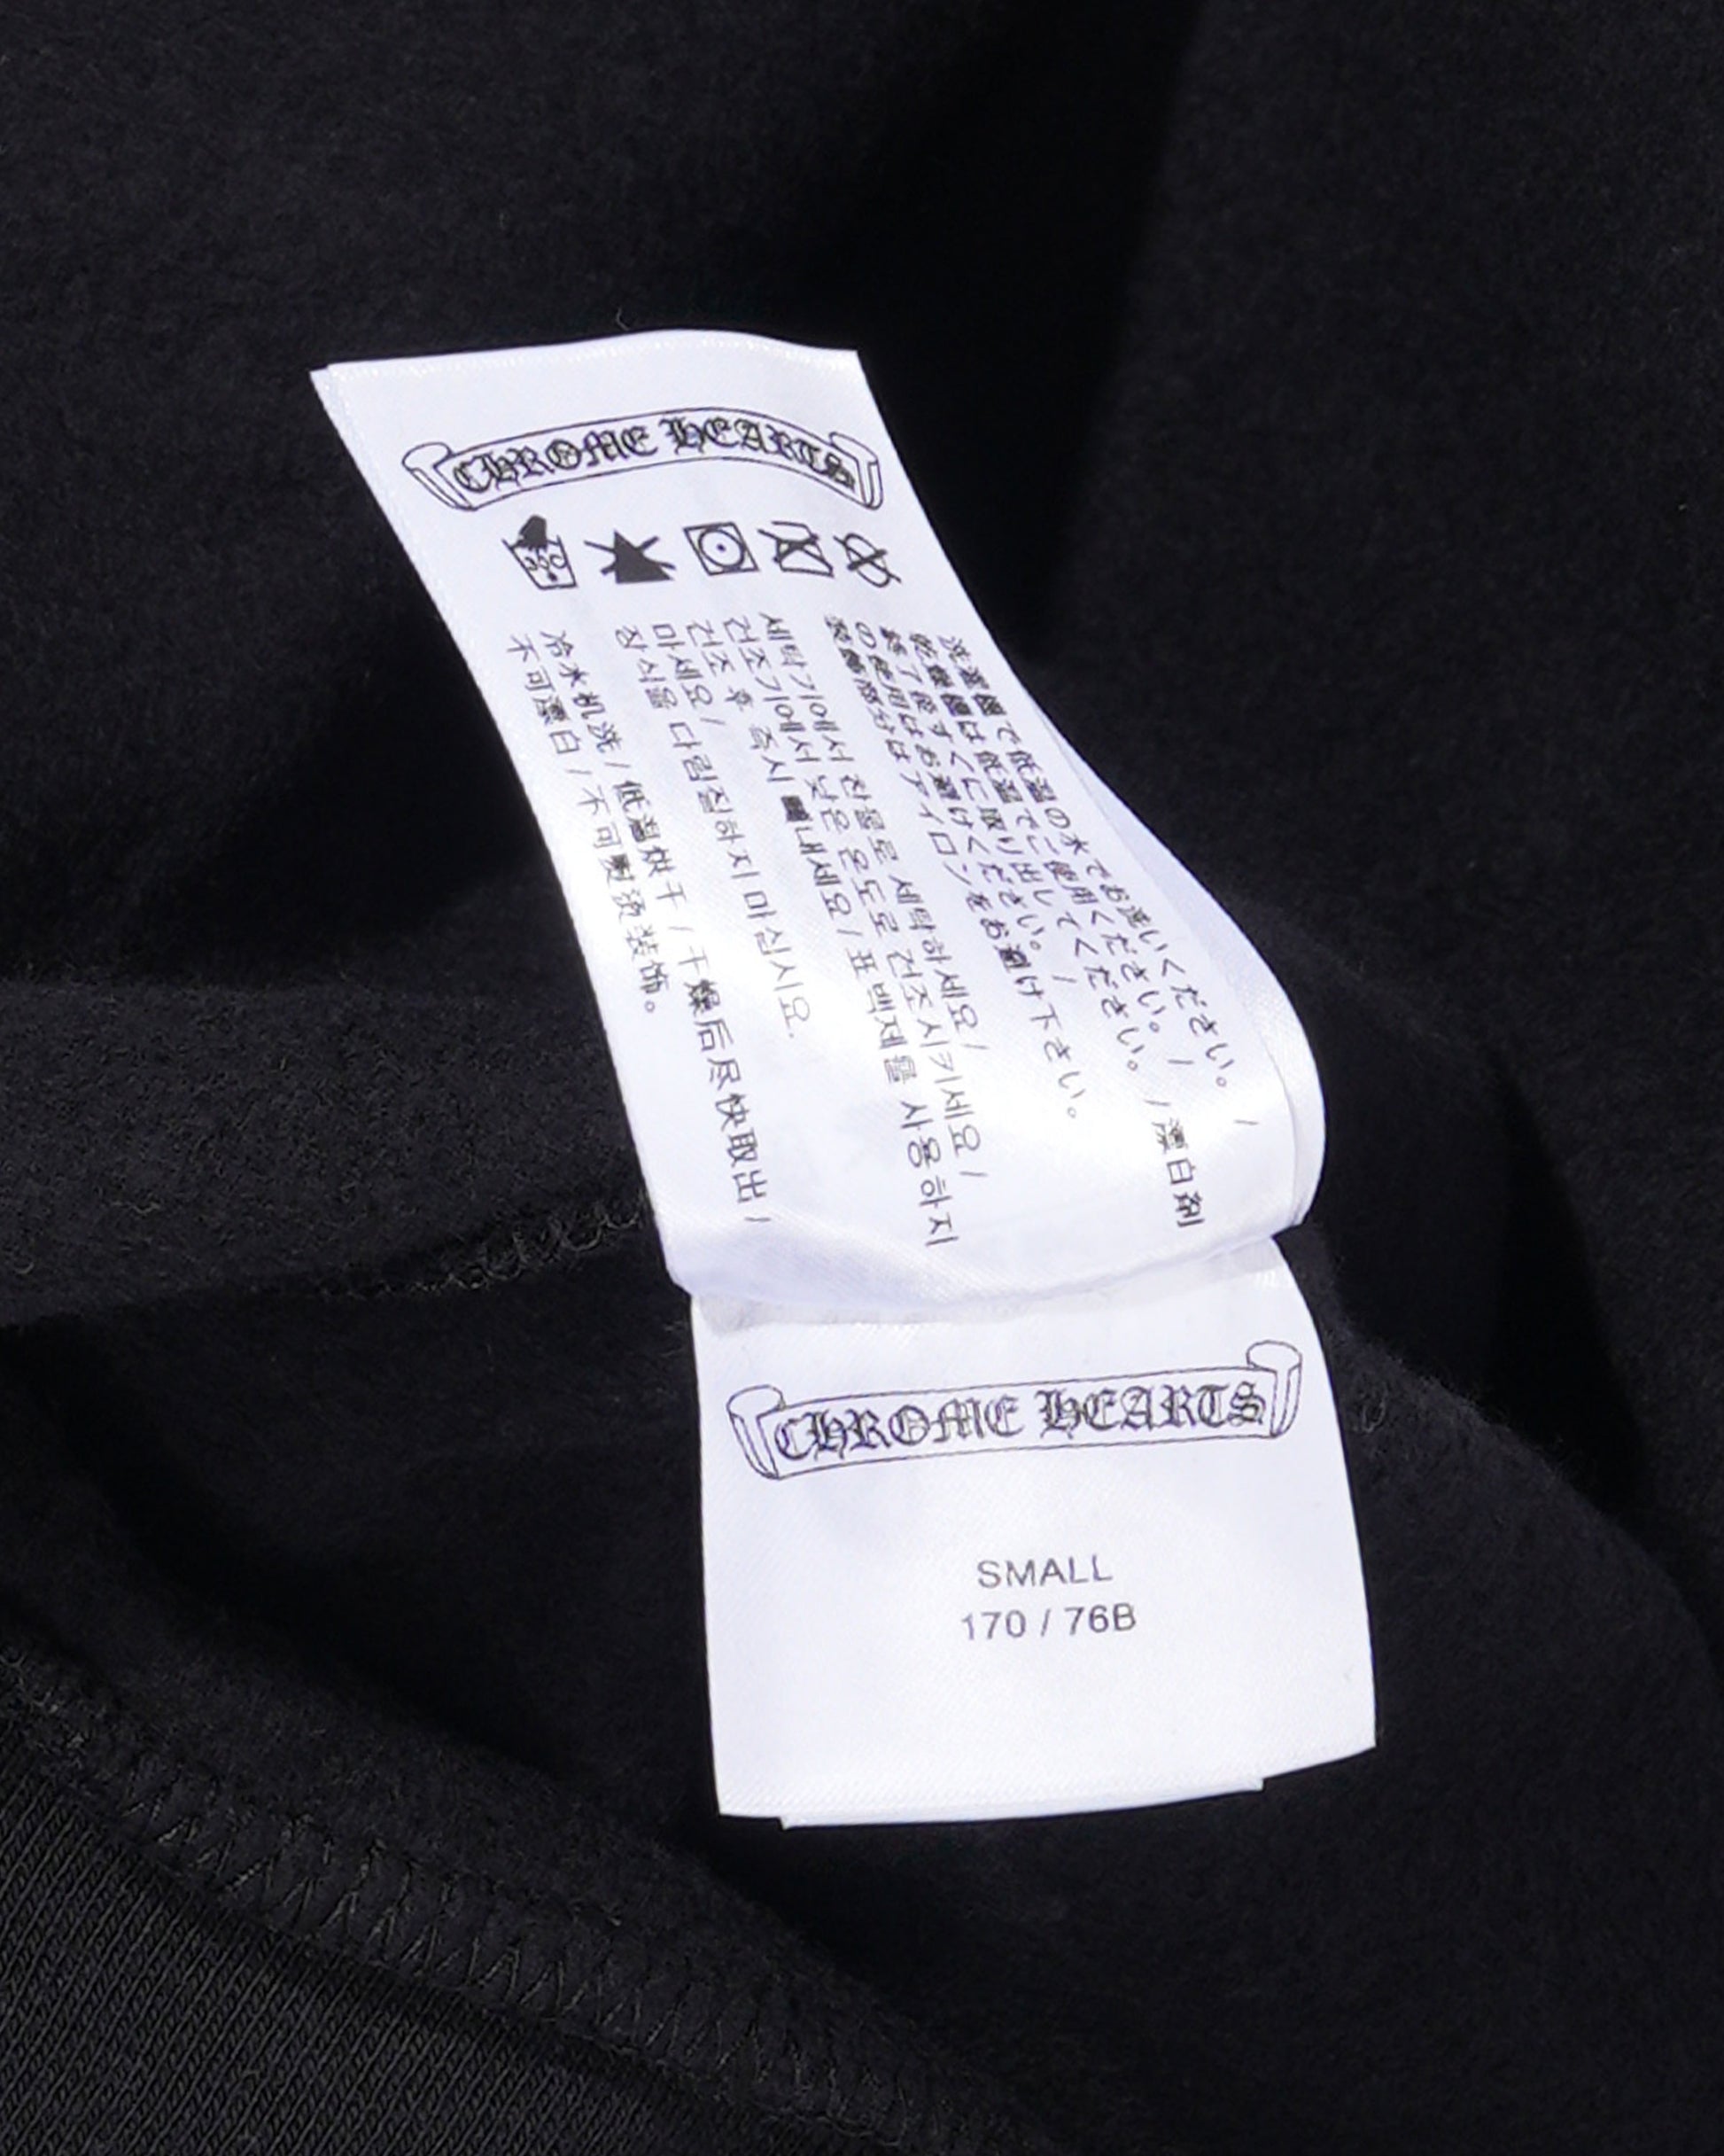 CHROME HEARTS
洗濯機で低温の水でお洗いください。 /
乾燥機は低温でご使用ください。 /
終了後すぐに取り出してください。 /漂白剤
の使用はお避けください。 /
装飾部分はアイロンをお避け下さい。
세탁기에서 찬물로 세탁하세요 /
건조기에서 낮은 온도로 건조시키세요 /
건조 후 즉시 빼내세요 / 표백제를 사용하지
마세요 /
장식을 다림질하지 마십시요.
冷水机洗 / 低温烘干 / 干燥后尽快取出 /
不可漂白 / 不可熨烫装饰。
CHROME HEARTS
SMALL
170 / 76B